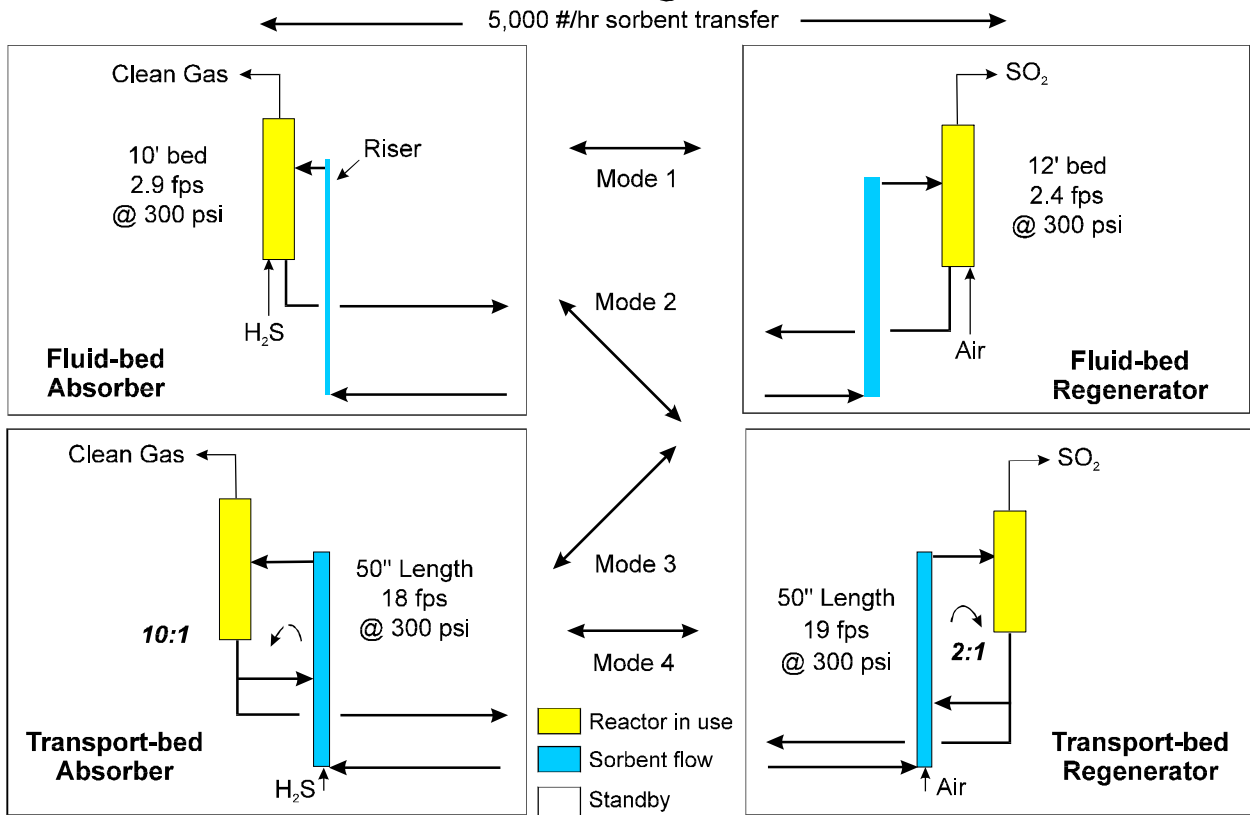 5,000 #/hr sorbent transfer
Clean Gas
10' bed
2.9 fps
@ 300 psi
Riser
H₂S
Fluid-bed
Absorber
Mode 1
Mode 2
SO₂
12' bed
2.4 fps
@ 300 psi
Air
Fluid-bed
Regenerator
Clean Gas
50" Length
18 fps
@ 300 psi
10:1
Transport-bed
Absorber
H₂S
Mode 3
Mode 4
Reactor in use
Sorbent flow
Standby
SO₂
50" Length
19 fps
@ 300 psi
2:1
Air
Transport-bed
Regenerator